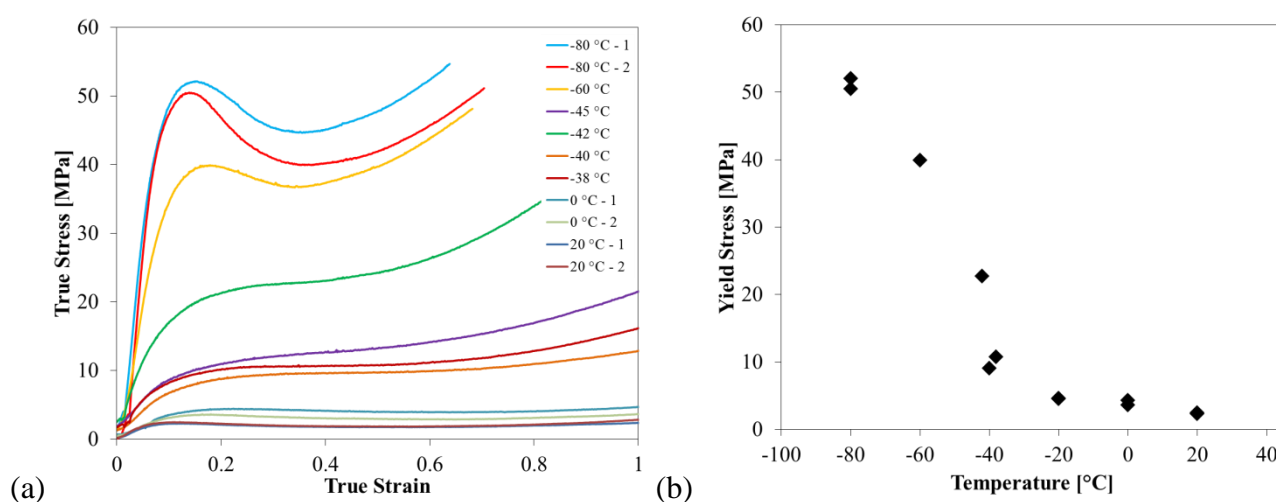 60
50
40
30
20
10
0
True Stress [MPa]
0
0.2
0.4
0.6
0.8
1
True Strain
-80 °C - 1
-80 °C - 2
-60 °C
-45 °C
-42 °C
-40 °C
-38 °C
0 °C - 1
0 °C - 2
20 °C - 1
20 °C - 2
(a)
60
50
40
30
20
10
0
Yield Stress [MPa]
-100
-80
-60
-40
-20
0
20
40
Temperature [°C]
(b)